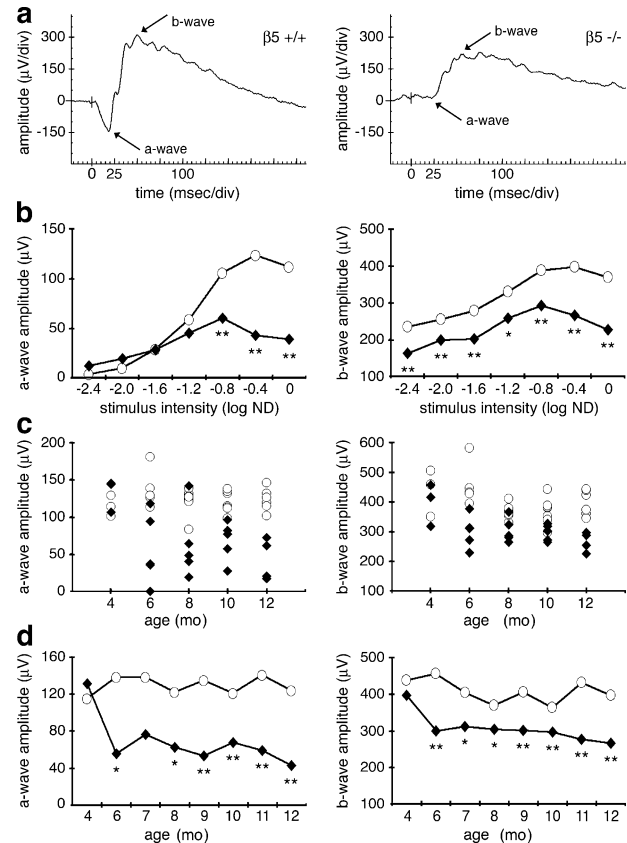 a
b-wave
β5 +/+
a-wave
amplitude (µV/div)
300
150
0
-150
0 25 100
time (msec/div)
b-wave
β5 -/-
a-wave
amplitude (µV/div)
300
150
0
-150
0 25 100
time (msec/div)
b
a-wave amplitude (µV)
150
100
50
0
** ** **
-2.4 -2.0 -1.6 -1.2 -0.8 -0.4 0
stimulus intensity (log ND)
b-wave amplitude (µV)
500
400
300
200
100
** ** ** * ** ** **
-2.4 -2.0 -1.6 -1.2 -0.8 -0.4 0
stimulus intensity (log ND)
c
a-wave amplitude (µV)
200
150
100
50
0
4 6 8 10 12
age (mo)
b-wave amplitude (µV)
600
500
400
300
200
100
4 6 8 10 12
age (mo)
d
a-wave amplitude (µV)
160
120
80
40
0
* * ** ** ** **
4 6 7 8 9 10 11 12
age (mo)
b-wave amplitude (µV)
500
400
300
200
100
** * * ** ** ** **
4 6 7 8 9 10 11 12
age (mo)